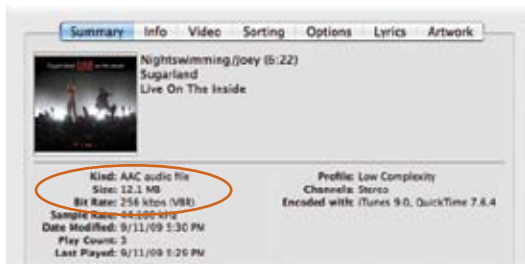 Summary Info Video Sorting Options Lyrics Artwork
Nightswimming/Joey (6:22)
Sugarland
Live On The Inside
Kind: AAC audio file
Size: 12.1 MB
Bit Rate: 256 kbps (VBR)
Sample Rate: 44.100 kHz
Date Modified: 9/11/09 5:30 PM
Play Count: 3
Last Played: 9/11/09 5:29 PM
Profile: Low Complexity
Channels: Stereo
Encoded with: iTunes 9.0, QuickTime 7.6.4